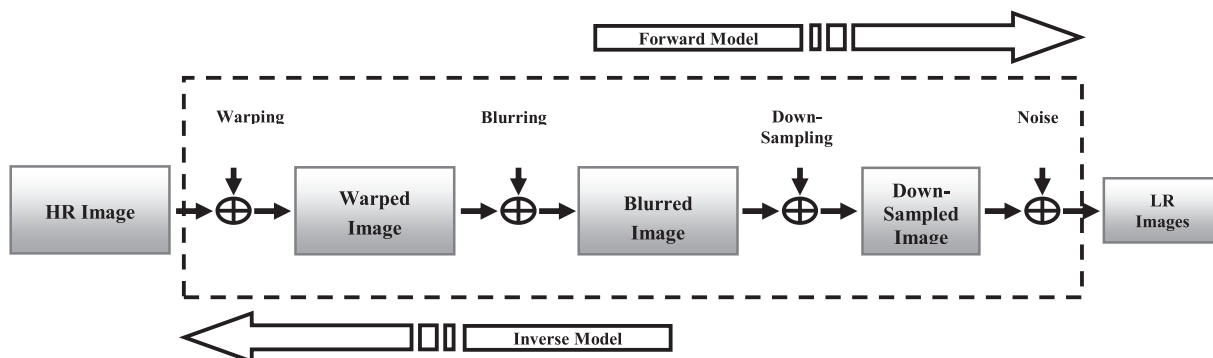 Forward Model
Warping
Blurring
Down-
Sampling
Noise
HR Image
Warped
Image
Blurred
Image
Down-
Sampled
Image
LR
Images
Inverse Model